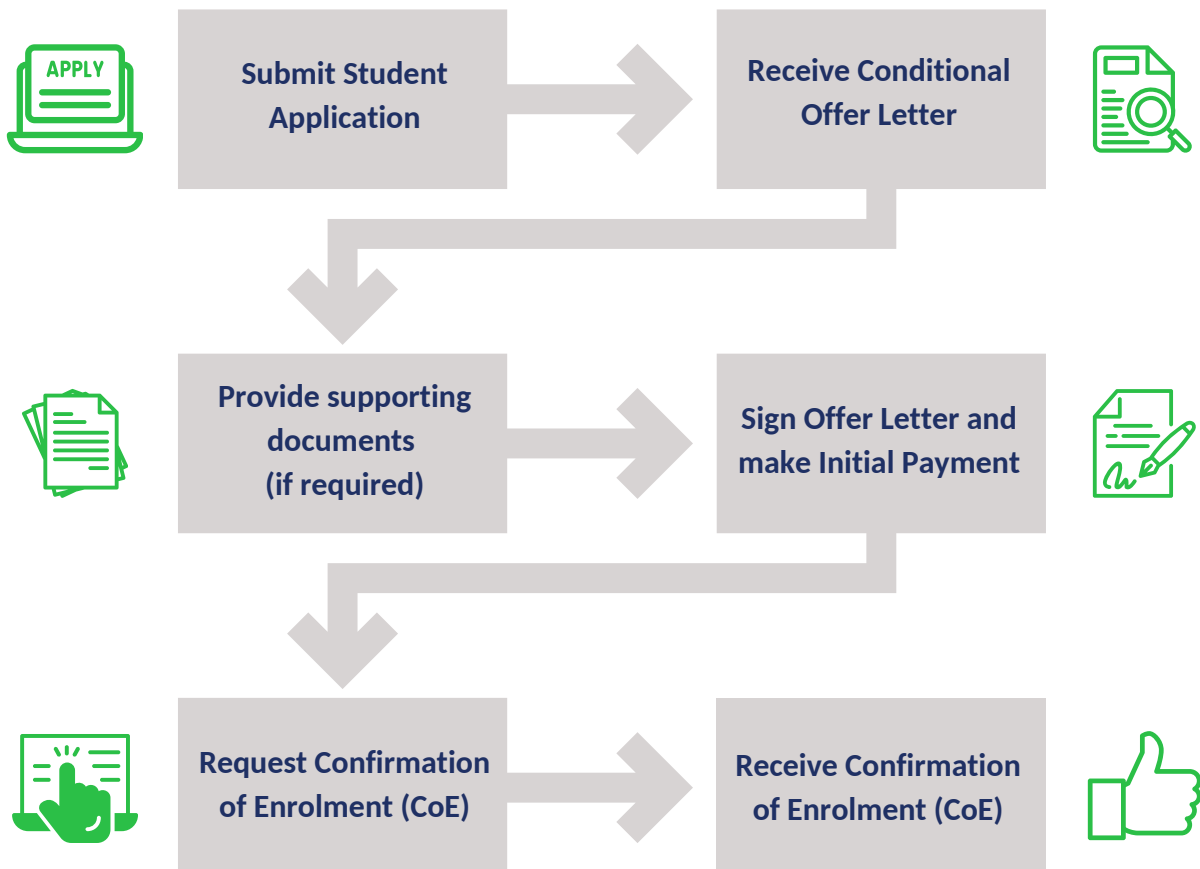 APPLY
Submit Student
Application
Receive Conditional
Offer Letter
Provide supporting
documents
(if required)
Sign Offer Letter and
make Initial Payment
Request Confirmation
of Enrolment (CoE)
Receive Confirmation
of Enrolment (CoE)